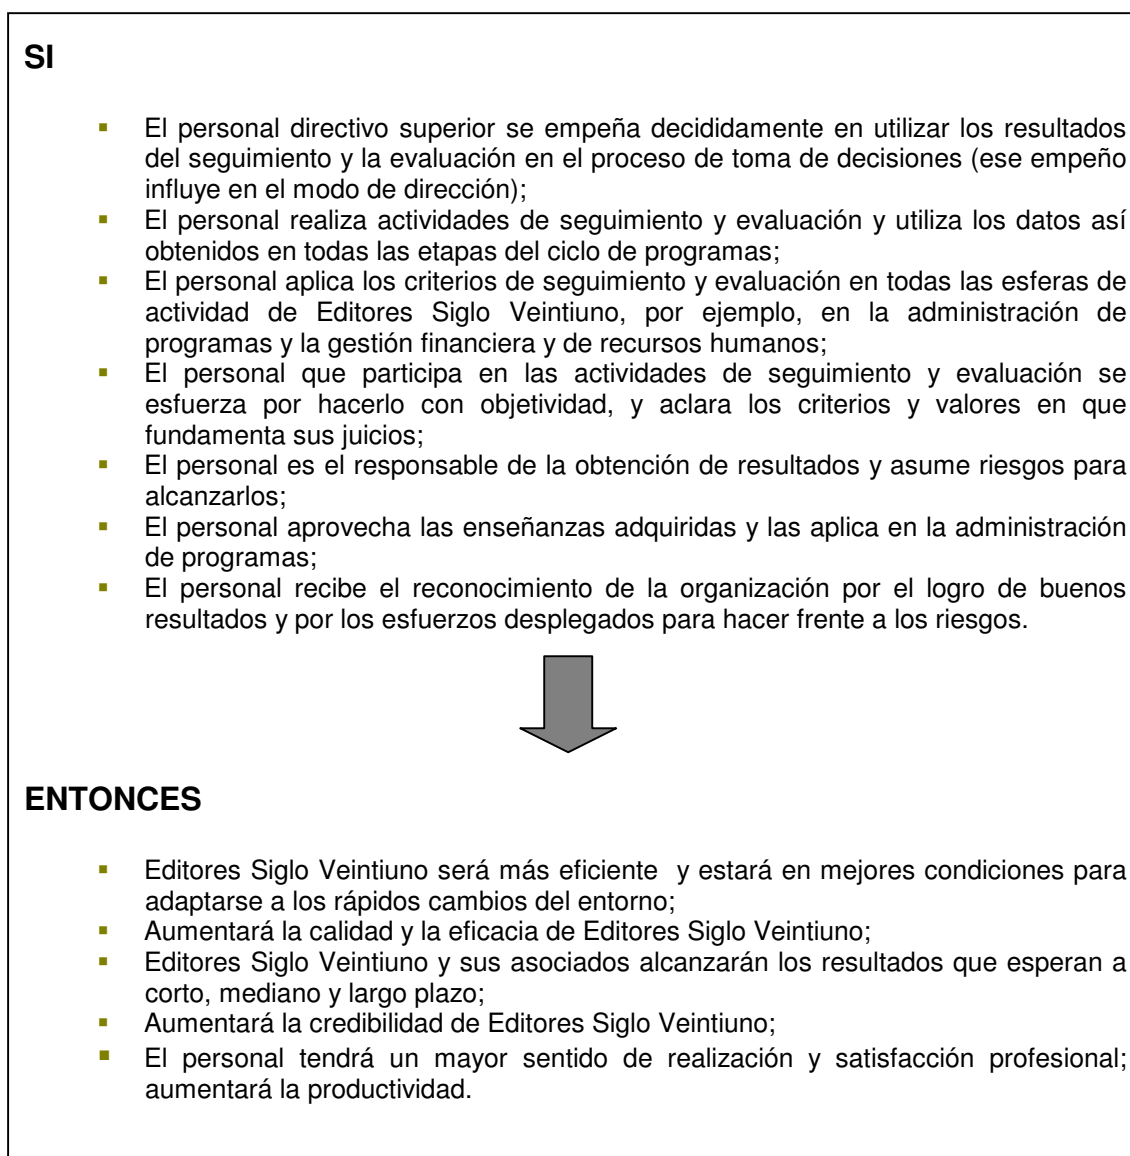 SI
▪ El personal directivo superior se empeña decididamente en utilizar los resultados
del seguimiento y la evaluación en el proceso de toma de decisiones (ese empeño
influye en el modo de dirección);
▪ El personal realiza actividades de seguimiento y evaluación y utiliza los datos así
obtenidos en todas las etapas del ciclo de programas;
▪ El personal aplica los criterios de seguimiento y evaluación en todas las esferas de
actividad de Editores Siglo Veintiuno, por ejemplo, en la administración de
programas y la gestión financiera y de recursos humanos;
▪ El personal que participa en las actividades de seguimiento y evaluación se
esfuerza por hacerlo con objetividad, y aclara los criterios y valores en que
fundamenta sus juicios;
▪ El personal es el responsable de la obtención de resultados y asume riesgos para
alcanzarlos;
▪ El personal aprovecha las enseñanzas adquiridas y las aplica en la administración
de programas;
▪ El personal recibe el reconocimiento de la organización por el logro de buenos
resultados y por los esfuerzos desplegados para hacer frente a los riesgos.
ENTONCES
▪ Editores Siglo Veintiuno será más eficiente y estará en mejores condiciones para
adaptarse a los rápidos cambios del entorno;
▪ Aumentará la calidad y la eficacia de Editores Siglo Veintiuno;
▪ Editores Siglo Veintiuno y sus asociados alcanzarán los resultados que esperan a
corto, mediano y largo plazo;
▪ Aumentará la credibilidad de Editores Siglo Veintiuno;
▪ El personal tendrá un mayor sentido de realización y satisfacción profesional;
aumentará la productividad.